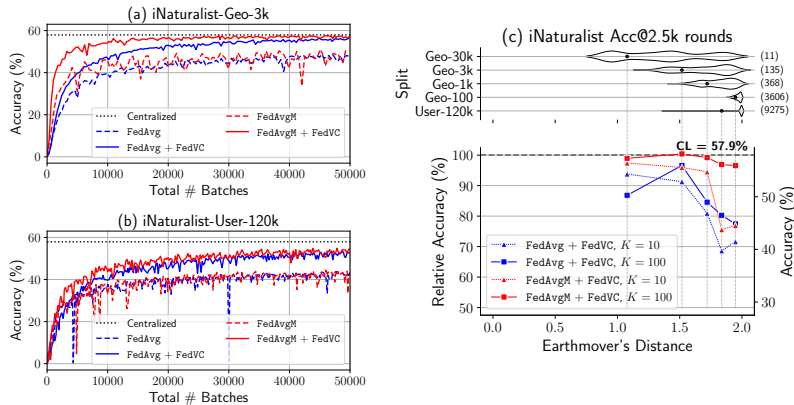 (a) iNaturalist-Geo-3k
60
40
20
0
Accuracy (%)
Centralized
FedAvg
FedAvg + FedVC
FedAvgM
FedAvgM + FedVC
0
10000
20000
30000
40000
50000
Total # Batches
(b) iNaturalist-User-120k
60
40
20
0
Accuracy (%)
Centralized
FedAvg
FedAvg + FedVC
FedAvgM
FedAvgM + FedVC
0
10000
20000
30000
40000
50000
Total # Batches
(c) iNaturalist Acc@2.5k rounds
Split
Geo-30k
(11)
Geo-3k
(135)
Geo-1k
(368)
Geo-100
(3606)
User-120k
(9275)
CL = 57.9%
Relative Accuracy (%)
100
90
80
70
60
50
50
40
30
Accuracy (%)
FedAvg + FedVC, K = 10
FedAvg + FedVC, K = 100
FedAvgM + FedVC, K = 10
FedAvgM + FedVC, K = 100
0.0
0.5
1.0
1.5
2.0
Earthmover's Distance